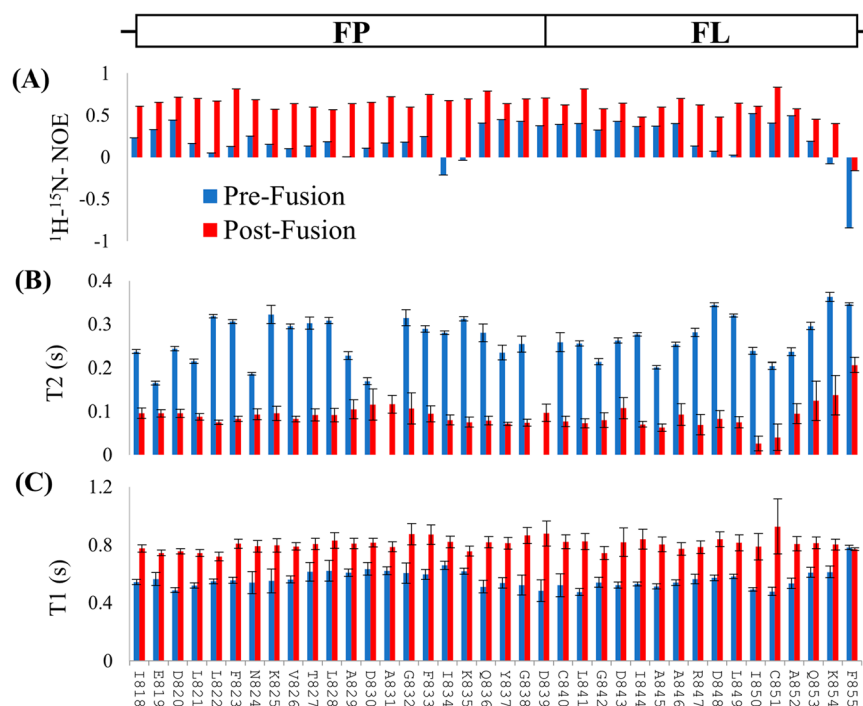 FP FL
(A)
1
0.5
0
-0.5
-1
¹H-¹⁵N- NOE
Pre-Fusion
Post-Fusion
(B)
0.4
0.3
0.2
0.1
0
T2 (s)
(C)
1.2
0.8
0.4
0
T1 (s)
I818 E819 D820 L821 L822 F823 N824 K825 V826 T827 L828 A829 D830 A831 G832 F833 I834 K835 Q836 Y837 G838 D839 C840 L841 G842 D843 I844 A845 A846 R847 D848 L849 I850 C851 A852 Q853 K854 F855